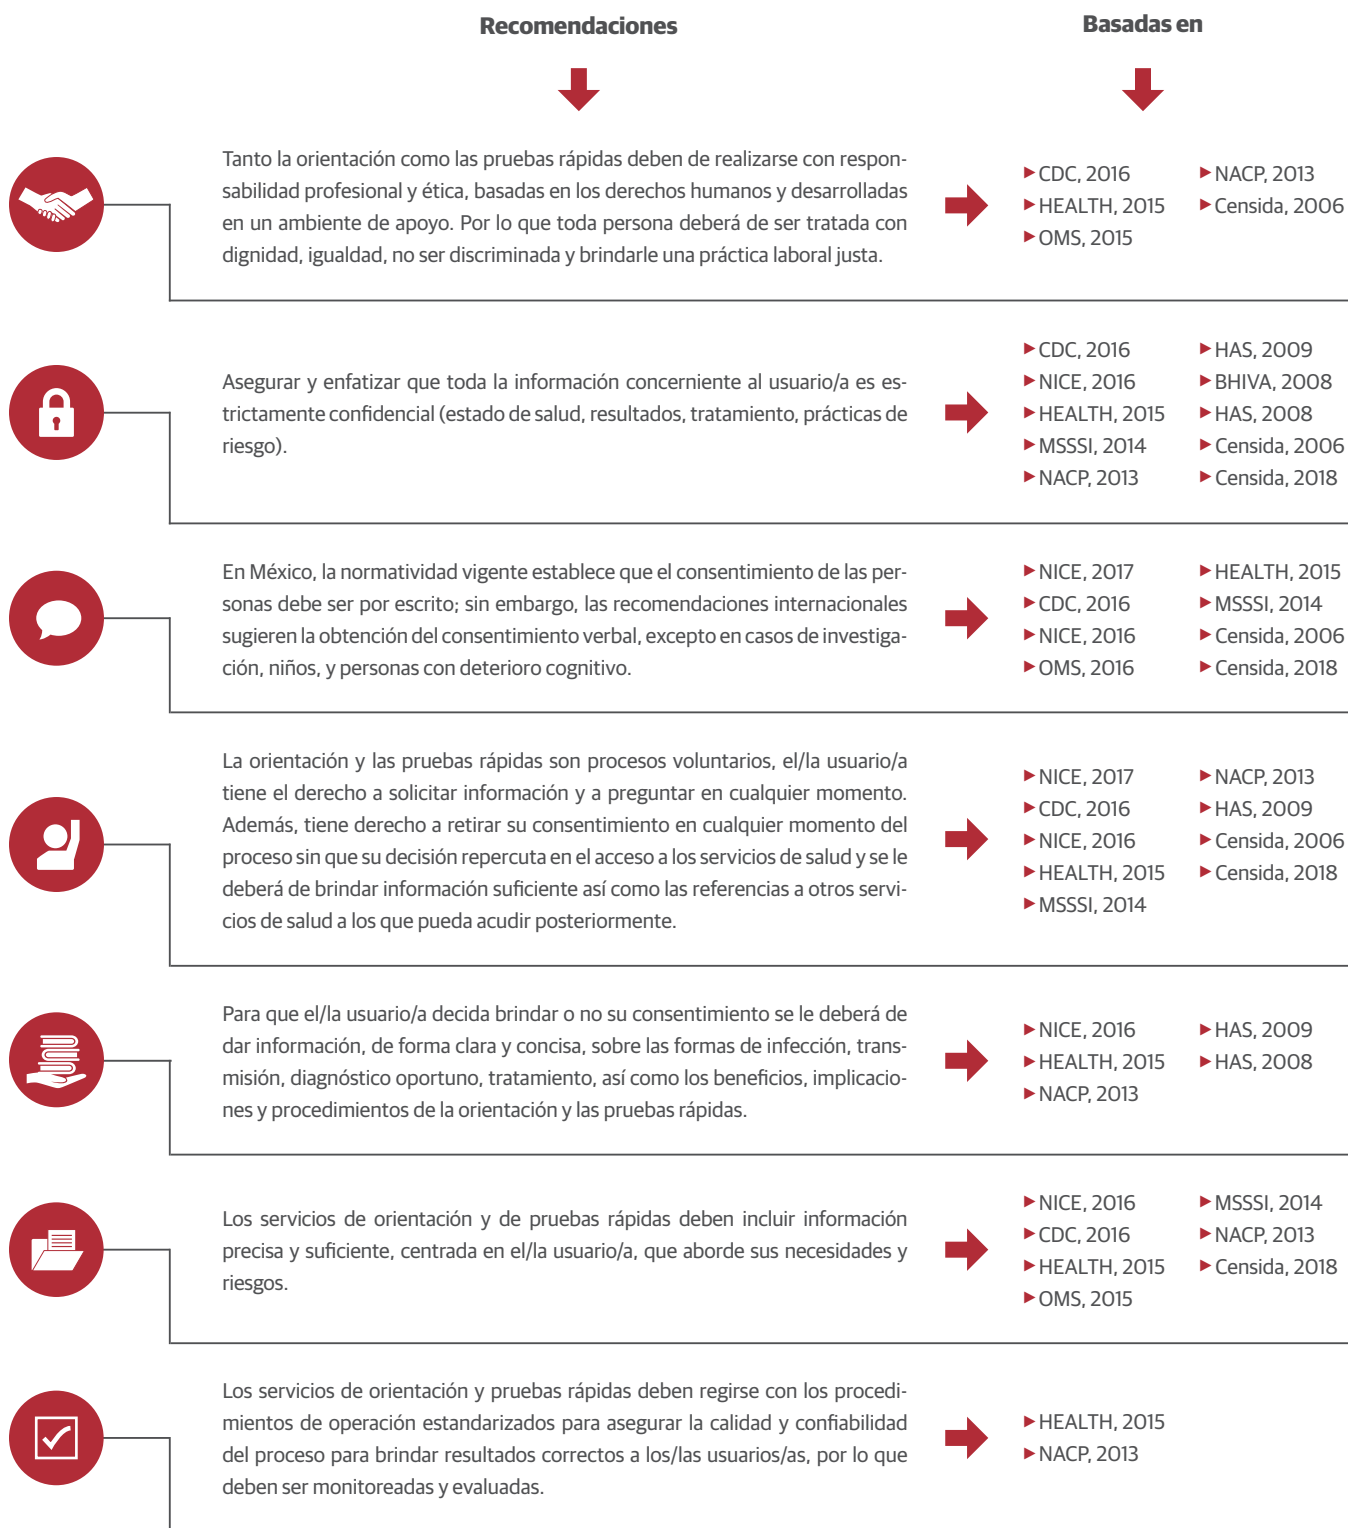 Recomendaciones
Basadas en
Tanto la orientación como las pruebas rápidas deben de realizarse con respon-
sabilidad profesional y ética, basadas en los derechos humanos y desarrolladas
en un ambiente de apoyo. Por lo que toda persona deberá de ser tratada con
dignidad, igualdad, no ser discriminada y brindarle una práctica laboral justa.
CDC, 2016
HEALTH, 2015
OMS, 2015
NACP, 2013
Censida, 2006
Asegurar y enfatizar que toda la información concerniente al usuario/a es es-
trictamente confidencial (estado de salud, resultados, tratamiento, prácticas de
riesgo).
CDC, 2016
NICE, 2016
HEALTH, 2015
MSSSI, 2014
NACP, 2013
HAS, 2009
BHIVA, 2008
HAS, 2008
Censida, 2006
Censida, 2018
En México, la normatividad vigente establece que el consentimiento de las per-
sonas debe ser por escrito; sin embargo, las recomendaciones internacionales
sugieren la obtención del consentimiento verbal, excepto en casos de investiga-
ción, niños, y personas con deterioro cognitivo.
NICE, 2017
CDC, 2016
NICE, 2016
OMS, 2016
HEALTH, 2015
MSSSI, 2014
Censida, 2006
Censida, 2018
La orientación y las pruebas rápidas son procesos voluntarios, el/la usuario/a
tiene el derecho a solicitar información y a preguntar en cualquier momento.
Además, tiene derecho a retirar su consentimiento en cualquier momento del
proceso sin que su decisión repercuta en el acceso a los servicios de salud y se le
deberá de brindar información suficiente así como las referencias a otros servi-
cios de salud a los que pueda acudir posteriormente.
NICE, 2017
CDC, 2016
NICE, 2016
HEALTH, 2015
MSSSI, 2014
NACP, 2013
HAS, 2009
Censida, 2006
Censida, 2018
Para que el/la usuario/a decida brindar o no su consentimiento se le deberá de
dar información, de forma clara y concisa, sobre las formas de infección, trans-
misión, diagnóstico oportuno, tratamiento, así como los beneficios, implicacio-
nes y procedimientos de la orientación y las pruebas rápidas.
NICE, 2016
HEALTH, 2015
NACP, 2013
HAS, 2009
HAS, 2008
Los servicios de orientación y de pruebas rápidas deben incluir información
precisa y suficiente, centrada en el/la usuario/a, que aborde sus necesidades y
riesgos.
NICE, 2016
CDC, 2016
HEALTH, 2015
OMS, 2015
MSSSI, 2014
NACP, 2013
Censida, 2018
Los servicios de orientación y pruebas rápidas deben regirse con los procedi-
mientos de operación estandarizados para asegurar la calidad y confiabilidad
del proceso para brindar resultados correctos a los/las usuarios/as, por lo que
deben ser monitoreadas y evaluadas.
HEALTH, 2015
NACP, 2013